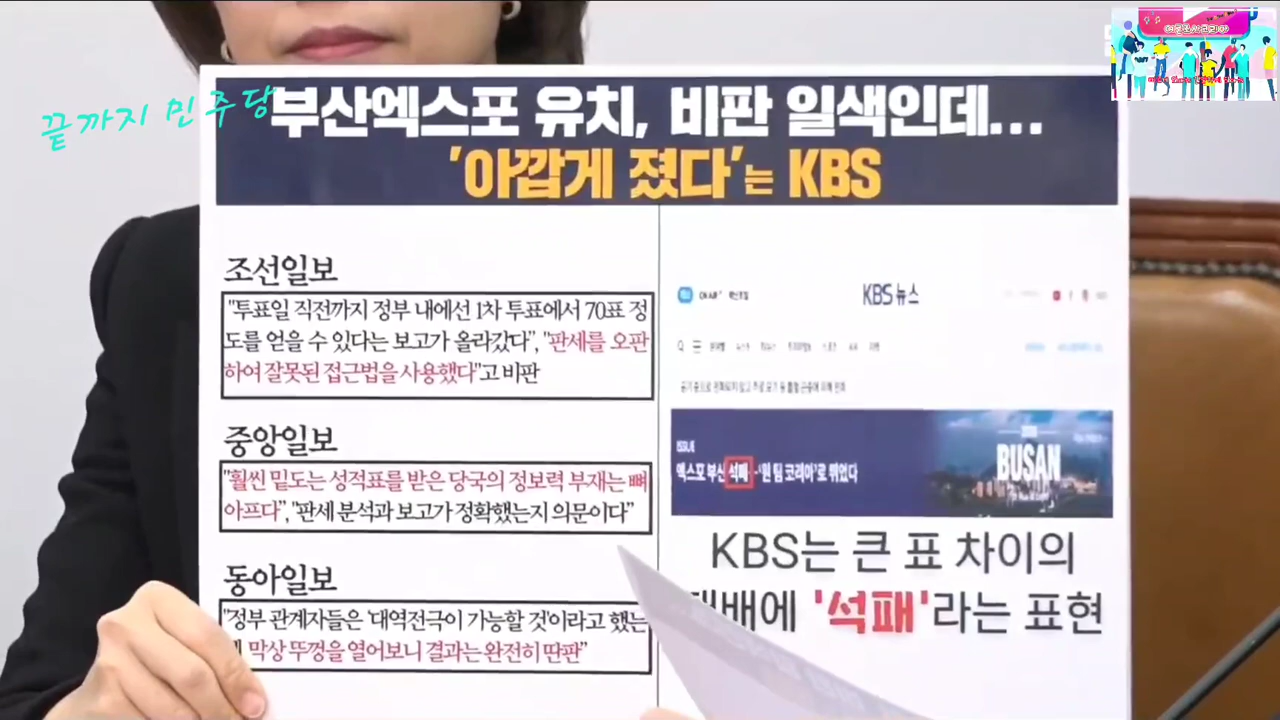 끝까지 민주당
부산엑스포 유치, 비판 일색인데...
'아깝게 졌다'는 KBS
조선일보
"투표일 직전까지 정부 내에선 1차 투표에서 70표 정
도를 얻을 수 있다는 보고가 올라갔다", "판세를 오판
하여 잘못된 접근법을 사용했다"고 비판
중앙일보
"훨씬 밑도는 성적표를 받은 당국의 정보력 부재는 뼈
아프다", "판세 분석과 보고가 정확했는지 의문이다"
동아일보
"정부 관계자들은 '대역전극이 가능할 것'이라고 했는
막상 뚜껑을 열어보니 결과는 완전히 딴판"
KBS 뉴스
ON AIR
ISSUE
엑스포 부산 석패…'원 팀 코리아'로 뛰었다
BUSAN
KBS는 큰 표 차이의
'석패'라는 표현